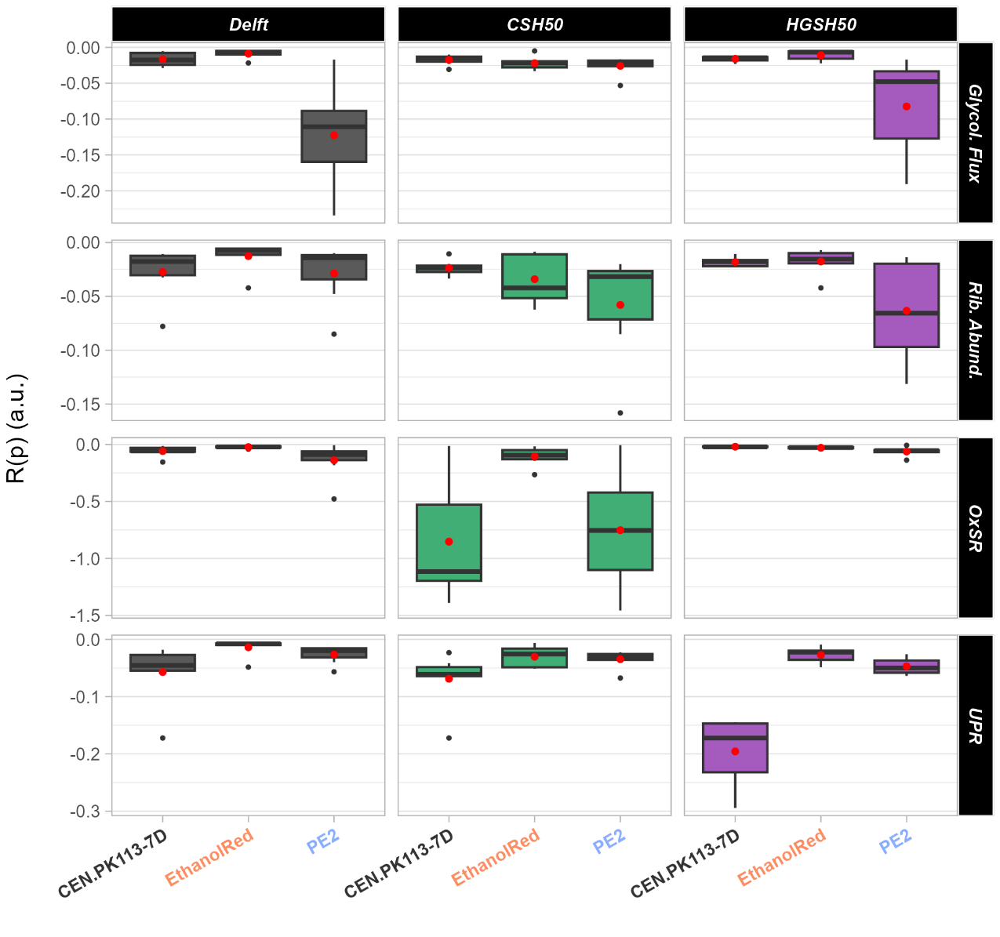 Delft
CSH50
HGSH50
R(p) (a.u.)
0.00
-0.05
-0.10
-0.15
-0.20
Glycol. Flux
0.00
-0.05
-0.10
-0.15
Rib. Abund.
0.0
-0.5
-1.0
-1.5
OxSR
0.0
-0.1
-0.2
-0.3
UPR
CEN.PK113-7D
EthanolRed
PE2
CEN.PK113-7D
EthanolRed
PE2
CEN.PK113-7D
EthanolRed
PE2